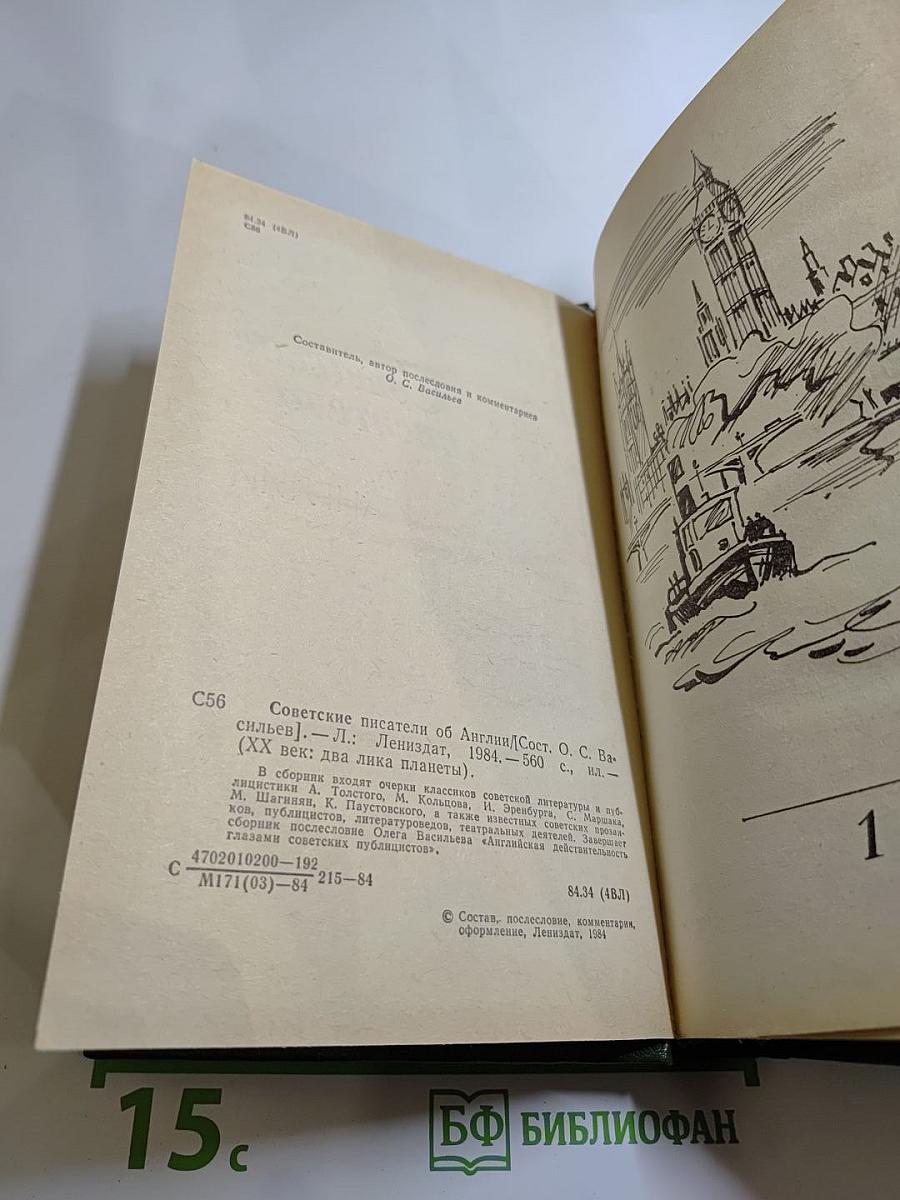 84.34 (4ВЛ)
С56
Составитель, автор послесловия и комментариев
О. С. Васильев
С56 Советские писатели об Англии/[Сост. О. С. Ва-
сильев]. — Л.: Лениздат, 1984. — 560 с., ил. —
(XX век: два лика планеты).
В сборник входят очерки классиков советской литературы и пуб-
лицистики А. Толстого, М. Кольцова, И. Эренбурга, С. Маршака,
М. Шагинян, К. Паустовского, а также известных советских прозаи-
ков, публицистов, литературоведов, театральных деятелей. Завершает
сборник послесловие Олега Васильева «Английская действительность
глазами советских публицистов».
С 4702010200—192
М171(03)—84 215—84
84.34 (4ВЛ)
© Состав, послесловие, комментарии,
оформление, Лениздат, 1984
1
15 с
БФ БИБЛИОФАН